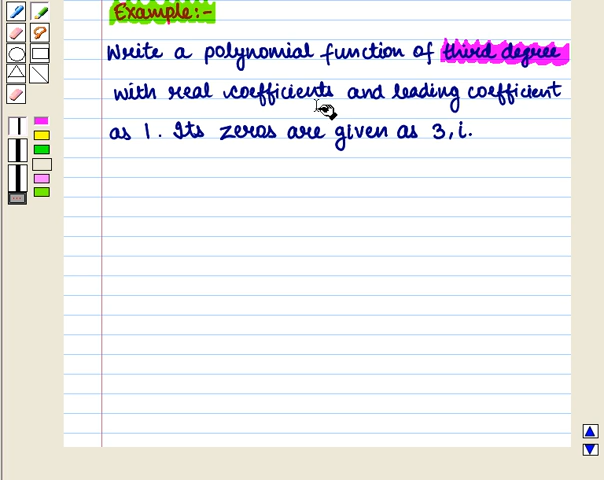 Example:-
Write a polynomial function of third degree
with real coefficients and leading coefficient
as 1. Its zeros are given as 3, i.